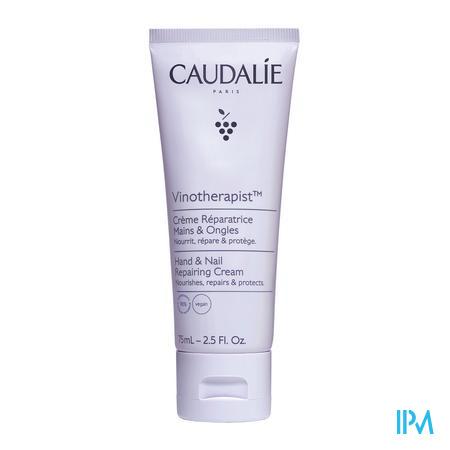 CAUDALÍE
PARIS
Vinotherapist™
Crème Réparatrice
Mains & Ongles
Nourrit, répare & protège.
Hand & Nail
Repairing Cream
Nourishes, repairs & protects.
vegan
75mL – 2.5 Fl. Oz.
IPM